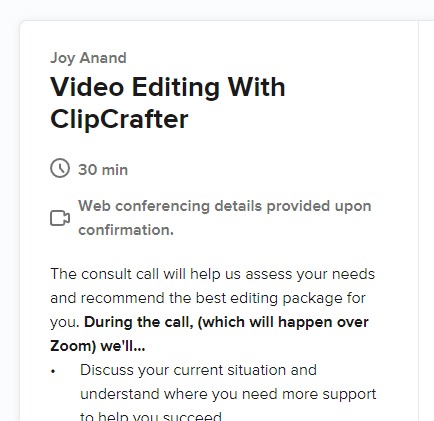 Joy Anand
Video Editing With
ClipCrafter
30 min
Web conferencing details provided upon
confirmation.
The consult call will help us assess your needs
and recommend the best editing package for
you. During the call, (which will happen over
Zoom) we'll...
• Discuss your current situation and
understand where you need more support
to help you succeed